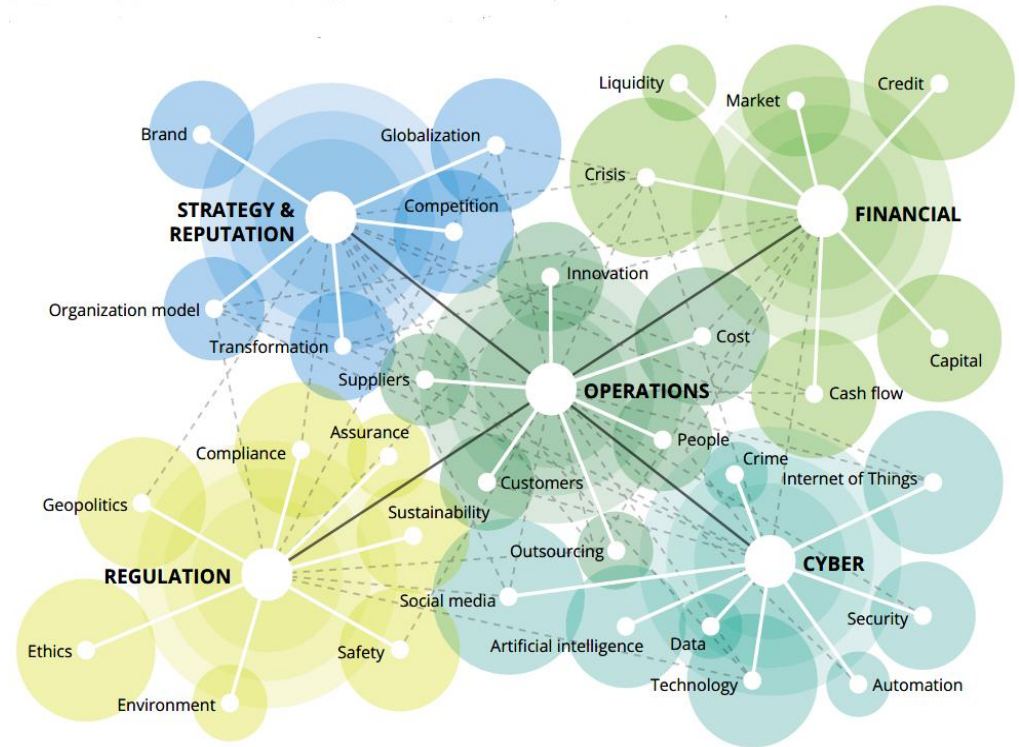 Liquidity
Credit
Market
Brand
Globalization
Crisis
Competition
STRATEGY &
REPUTATION
FINANCIAL
Innovation
Organization model
Cost
Transformation
Capital
Suppliers
OPERATIONS
Cash flow
Assurance
People
Compliance
Crime
Internet of Things
Customers
Geopolitics
Sustainability
Outsourcing
CYBER
REGULATION
Social media
Security
Artificial intelligence
Data
Ethics
Safety
Technology
Automation
Environment